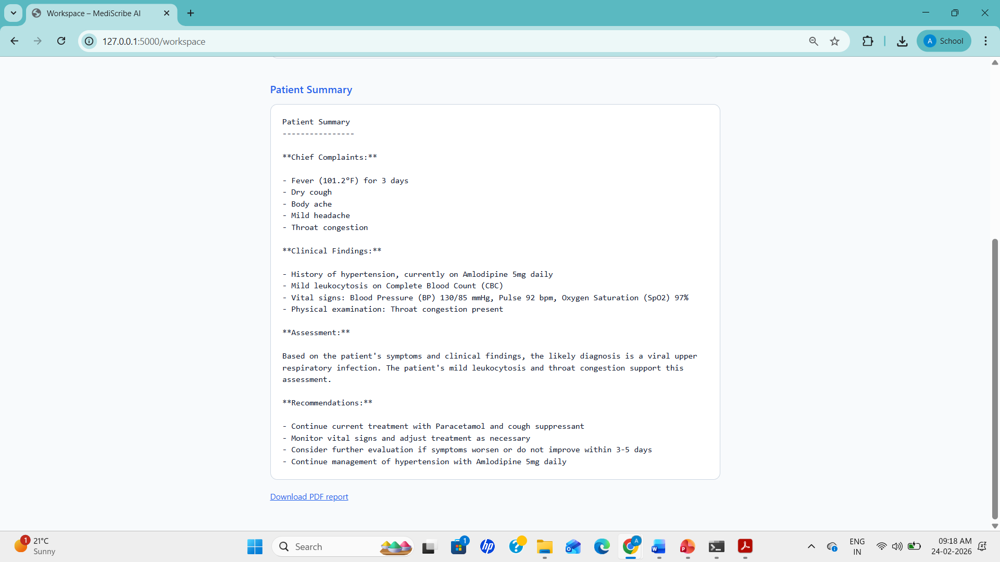 Workspace – MediScribe AI
127.0.0.1:5000/workspace
A School
Patient Summary
Patient Summary
----------------
**Chief Complaints:**
- Fever (101.2°F) for 3 days
- Dry cough
- Body ache
- Mild headache
- Throat congestion
**Clinical Findings:**
- History of hypertension, currently on Amlodipine 5mg daily
- Mild leukocytosis on Complete Blood Count (CBC)
- Vital signs: Blood Pressure (BP) 130/85 mmHg, Pulse 92 bpm, Oxygen Saturation (SpO2) 97%
- Physical examination: Throat congestion present
**Assessment:**
Based on the patient's symptoms and clinical findings, the likely diagnosis is a viral upper
respiratory infection. The patient's mild leukocytosis and throat congestion support this
assessment.
**Recommendations:**
- Continue current treatment with Paracetamol and cough suppressant
- Monitor vital signs and adjust treatment as necessary
- Consider further evaluation if symptoms worsen or do not improve within 3-5 days
- Continue management of hypertension with Amlodipine 5mg daily
Download PDF report
1
21°C
Sunny
Search
1
hp
A
ENG
IN
09:18 AM
24-02-2026